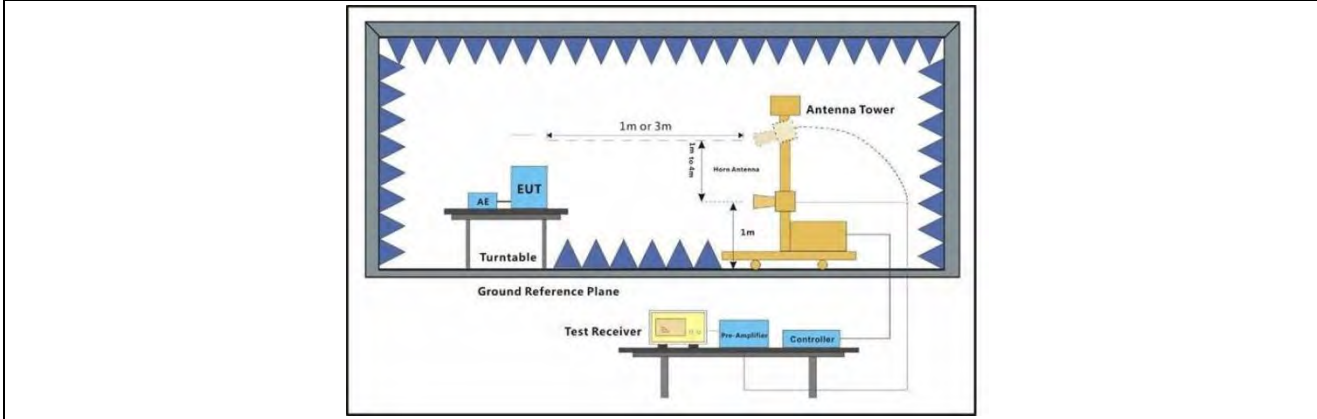 Antenna Tower
1m or 3m
1m to 4m
Horn Antenna
EUT
AE
1m
Turntable
Ground Reference Plane
Test Receiver
Pre-Amplifier
Controller